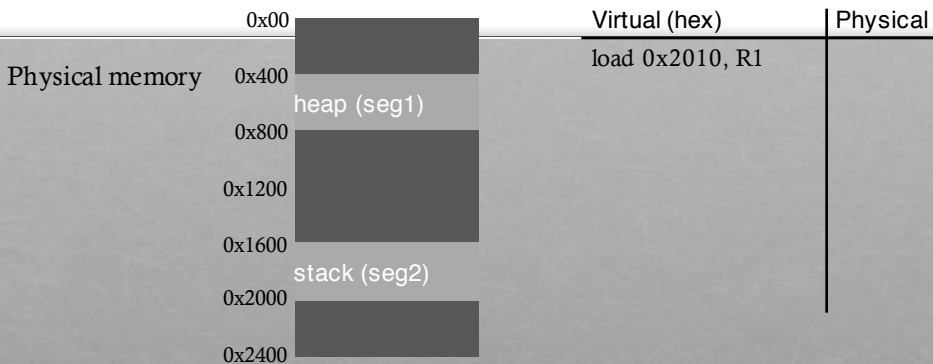 0x00
Virtual (hex)
Physical
load 0x2010, R1
Physical memory
0x400
heap (seg1)
0x800
0x1200
0x1600
stack (seg2)
0x2000
0x2400